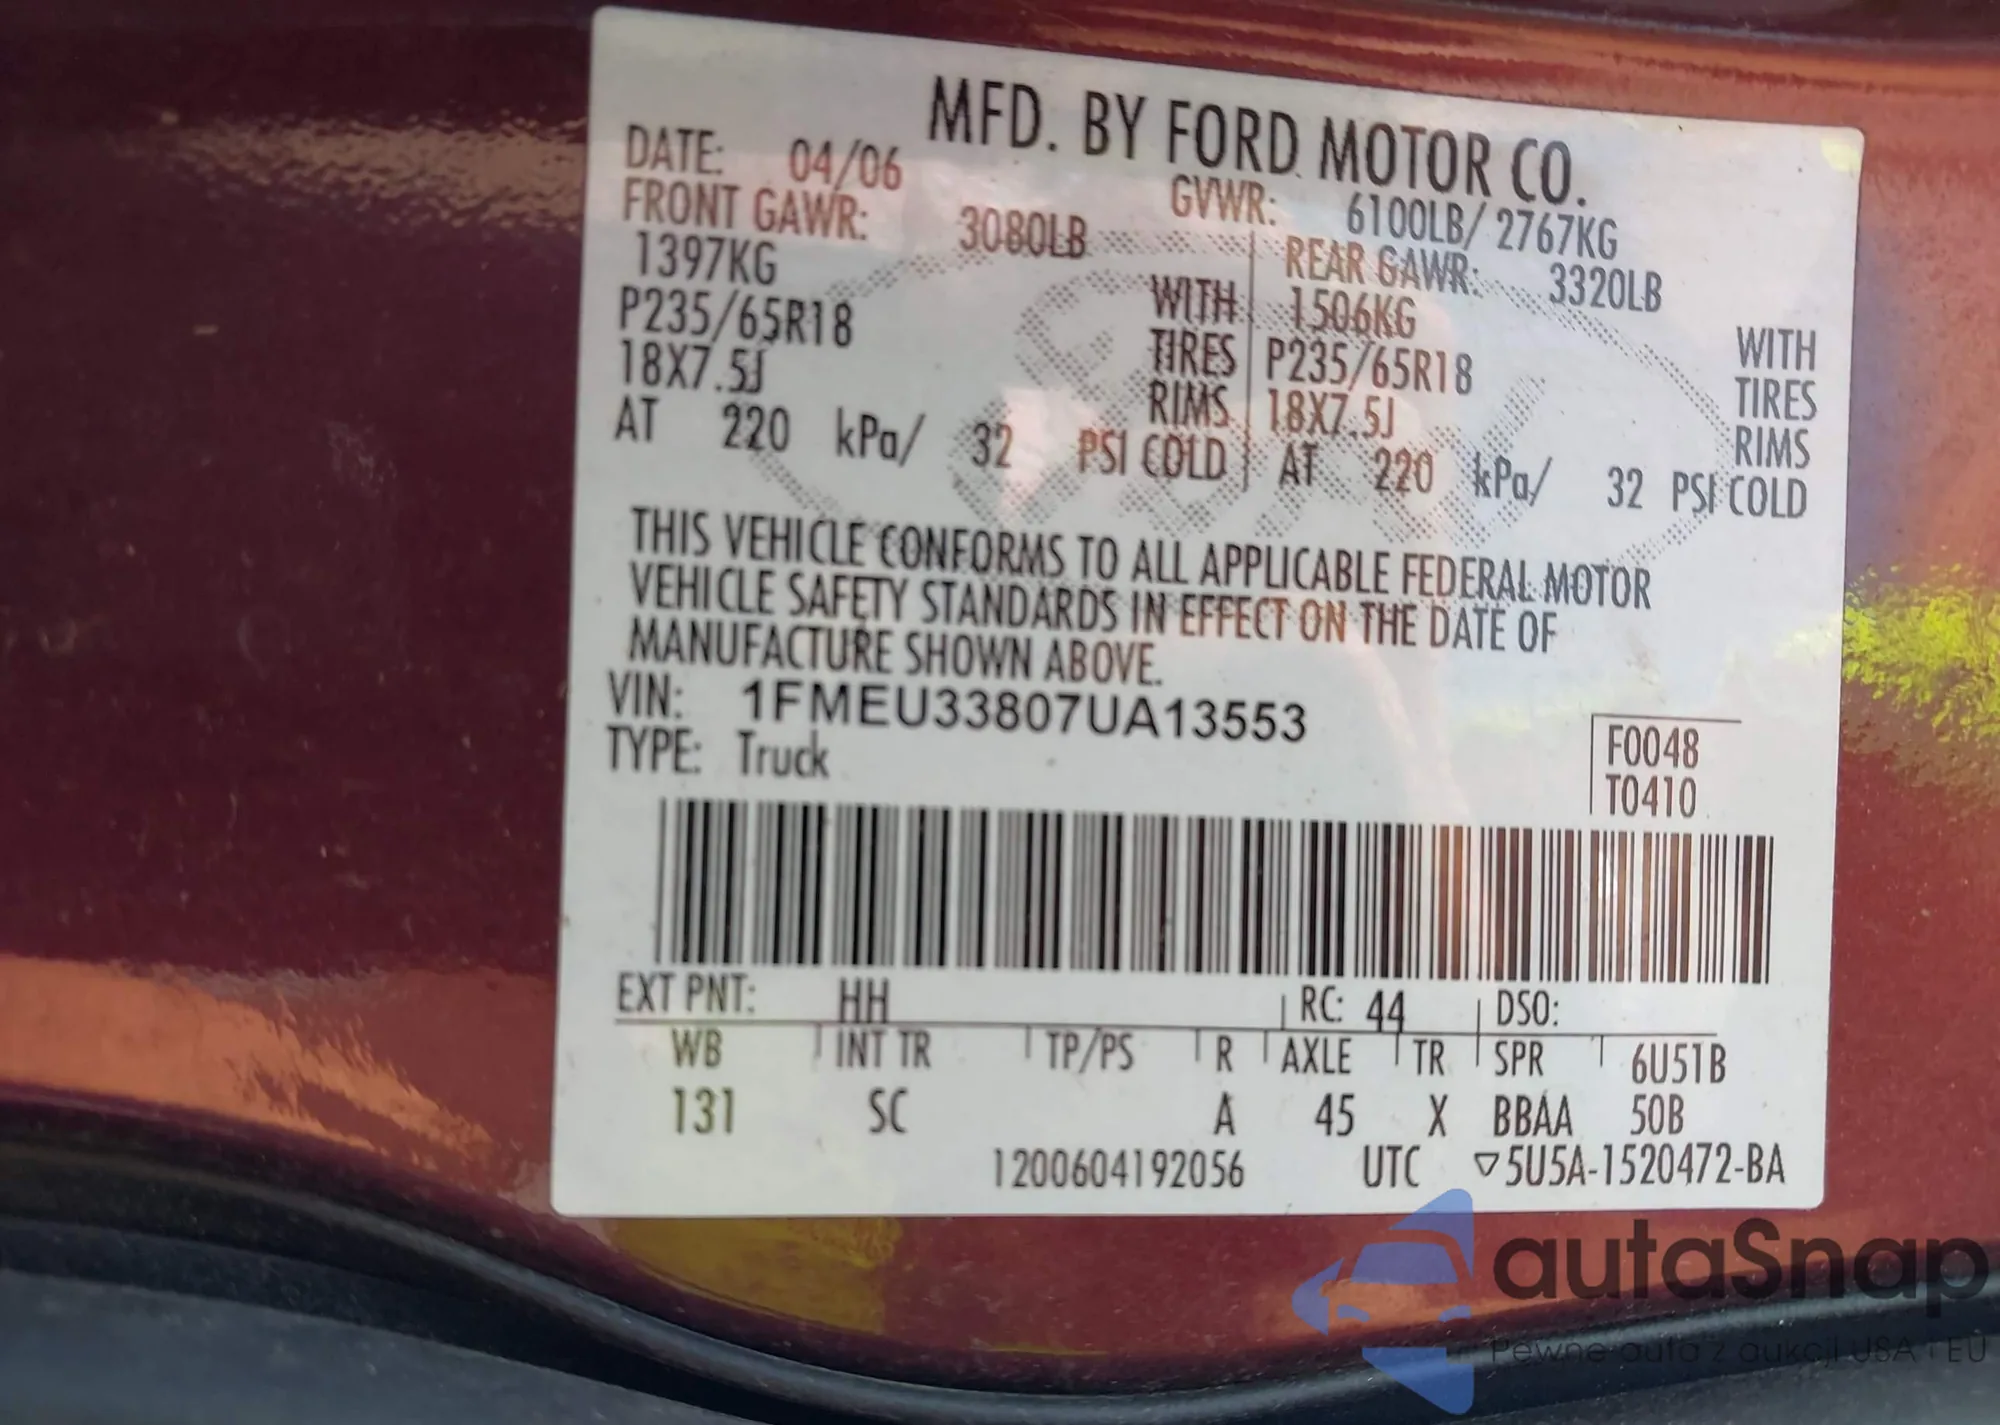 MFD. BY FORD MOTOR CO.
DATE: 04/06 GVWR: 6100LB/ 2767KG
FRONT GAWR: 3080LB REAR GAWR: 3320LB
1397KG WITH 1506KG WITH
P235/65R18 TIRES P235/65R18 TIRES
18X7.5J RIMS 18X7.5J RIMS
AT 220 kPa/ 32 PSI COLD AT 220 kPa/ 32 PSI COLD
THIS VEHICLE CONFORMS TO ALL APPLICABLE FEDERAL MOTOR
VEHICLE SAFETY STANDARDS IN EFFECT ON THE DATE OF
MANUFACTURE SHOWN ABOVE.
VIN: 1FMEU33807UA13553
TYPE: Truck
F0048
T0410
EXT PNT: HH RC: 44 DSO:
WB INT TR TP/PS R AXLE TR SPR 6U51B
131 SC A 45 X BBAA 50B
1200604192056 UTC ▽5U5A-1520472-BA
autaSnap
Pewne auta z aukcji USA i EU